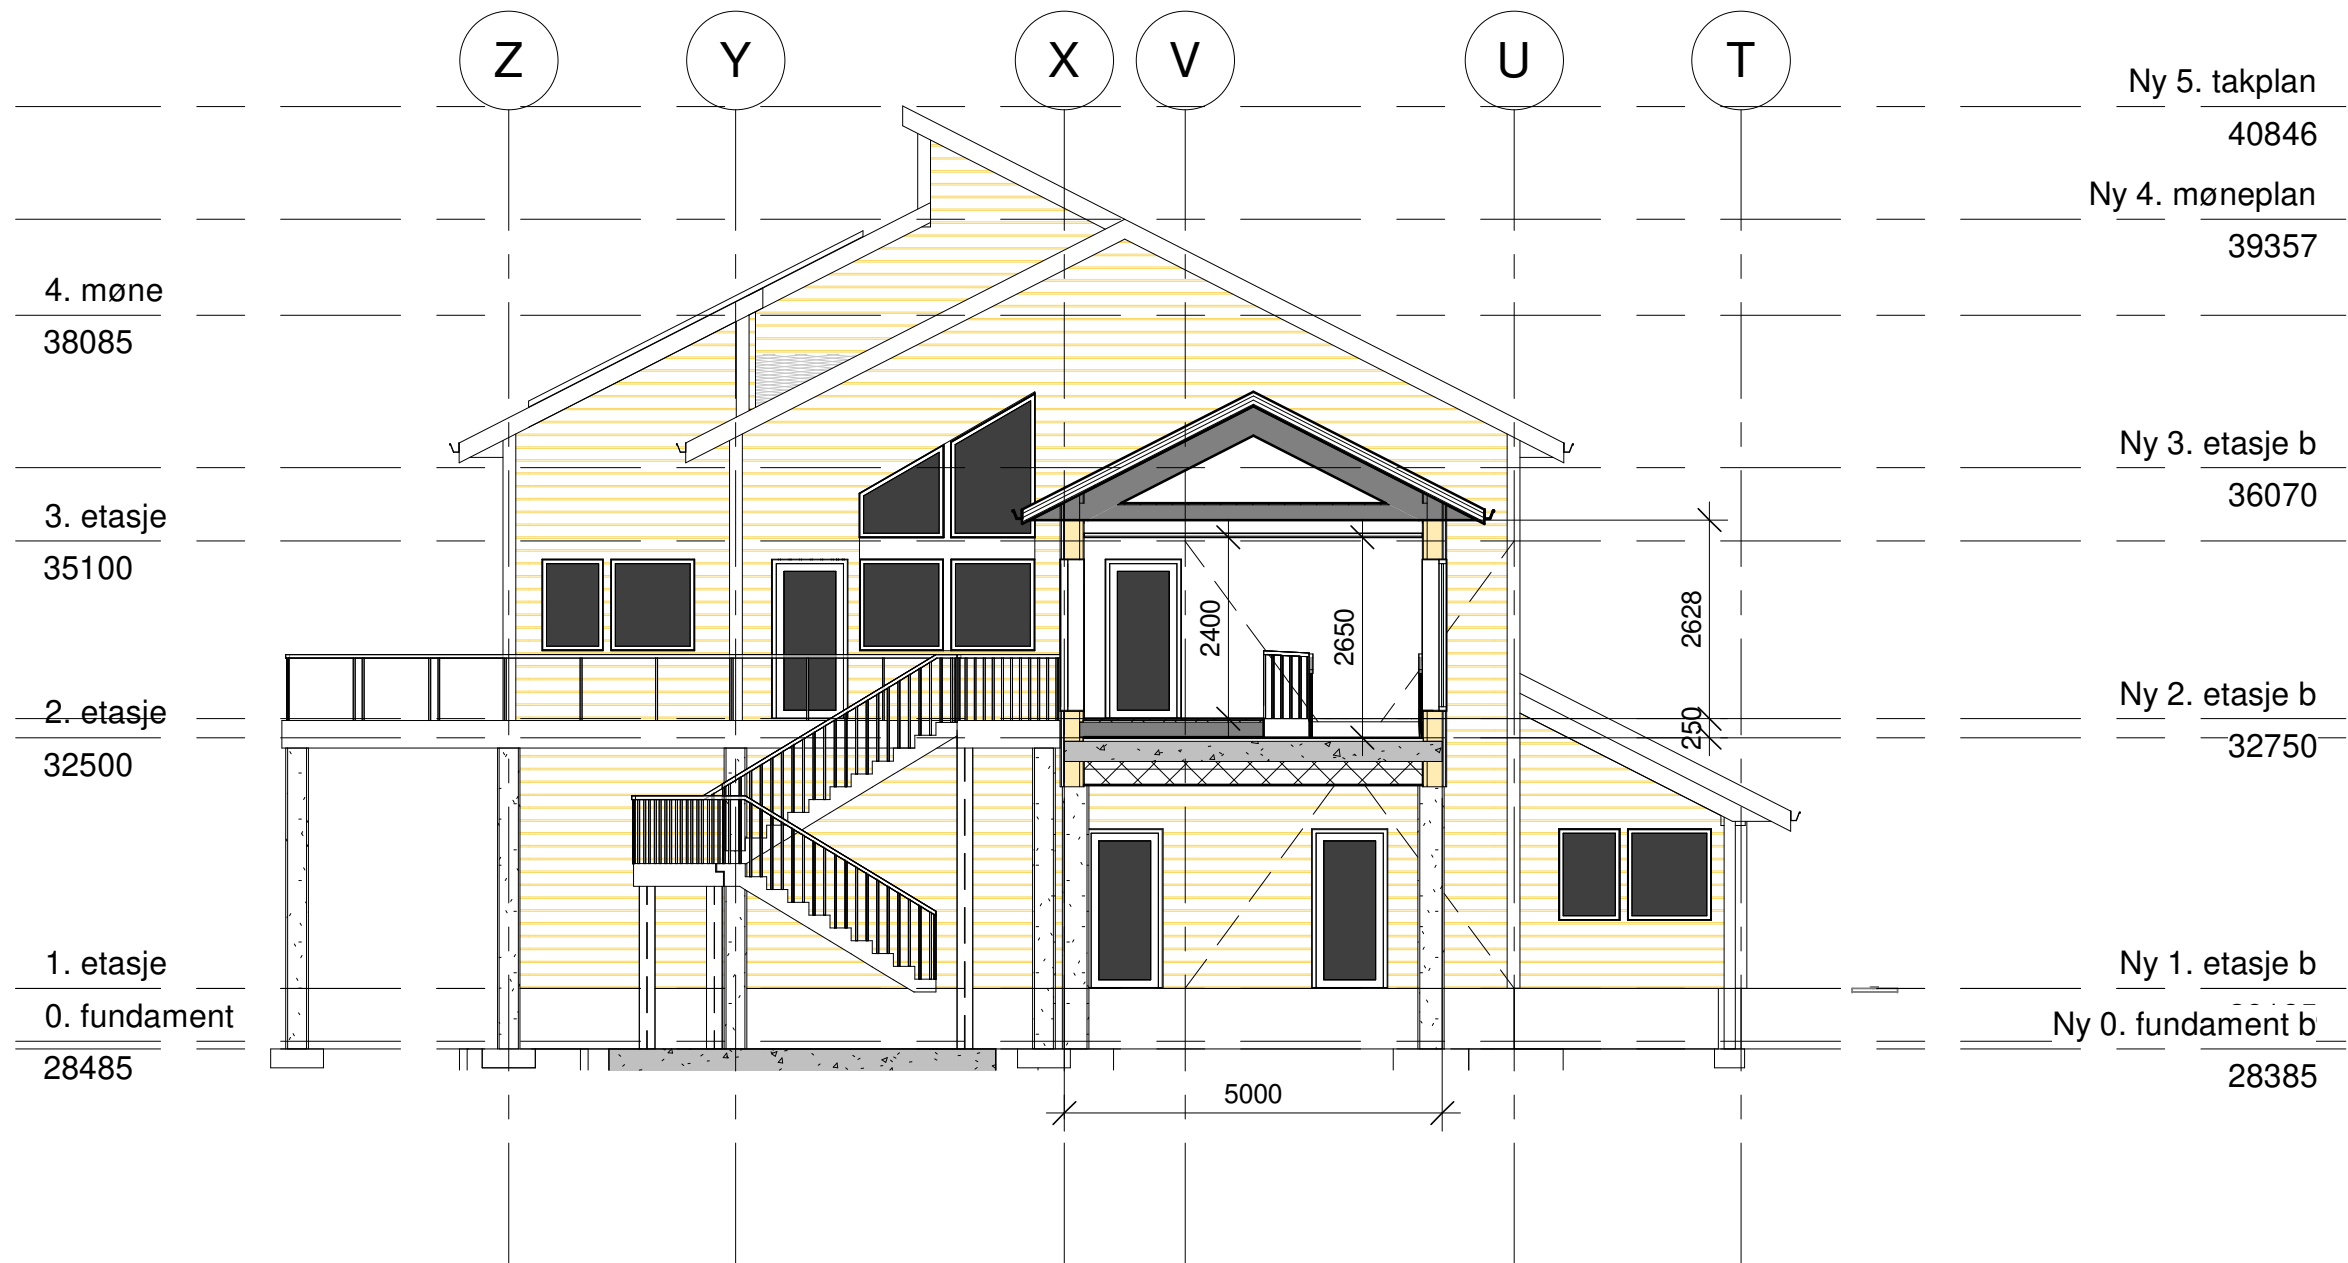 Z Y X V U T
Ny 5. takplan
40846
Ny 4. møneplan
39357
4. møne
38085
Ny 3. etasje b
36070
3. etasje
35100
2628
2400
2650
2. etasje
32500
Ny 2. etasje b
250
32750
1. etasje
Ny 1. etasje b
0. fundament
28485
Ny 0. fundament b
28385
5000